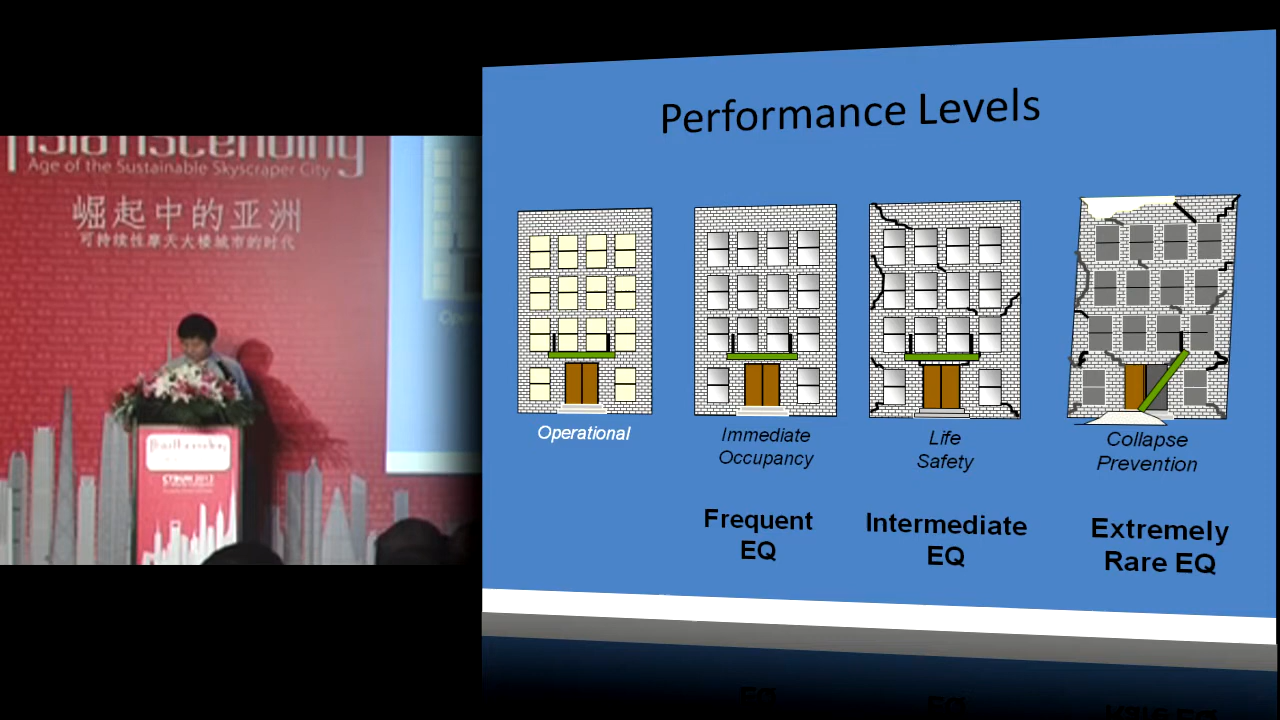 Asia Ascending
Age of the Sustainable Skyscraper City
崛起中的亚洲
可持续性摩天大楼城市的时代
CTBUH 2012
Performance Levels
Operational
Immediate
Occupancy
Life
Safety
Collapse
Prevention
Frequent
EQ
Intermediate
EQ
Extremely
Rare EQ